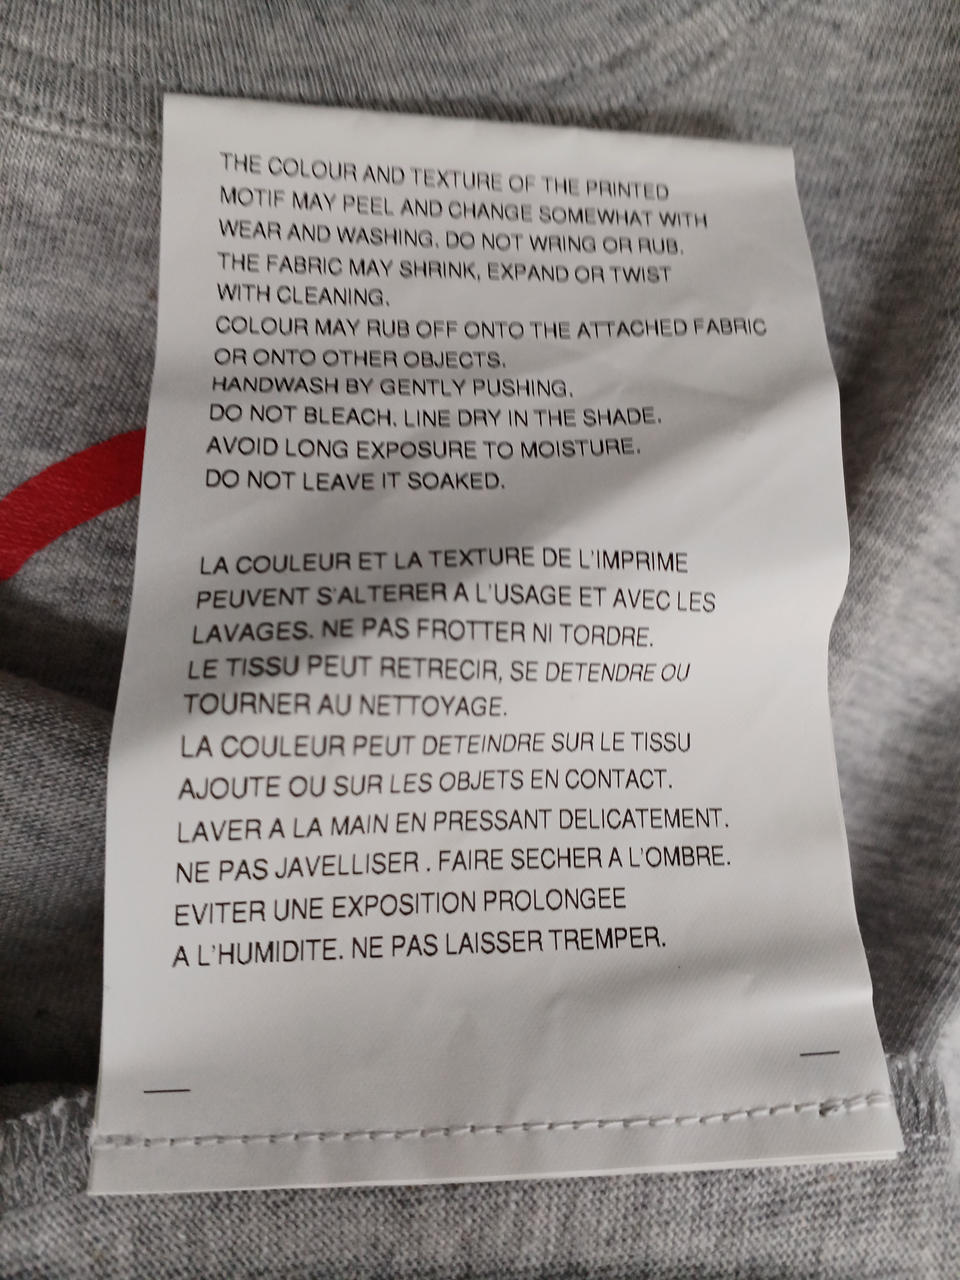 THE COLOUR AND TEXTURE OF THE PRINTED
MOTIF MAY PEEL AND CHANGE SOMEWHAT WITH
WEAR AND WASHING. DO NOT WRING OR RUB.
THE FABRIC MAY SHRINK, EXPAND OR TWIST
WITH CLEANING.
COLOUR MAY RUB OFF ONTO THE ATTACHED FABRIC
OR ONTO OTHER OBJECTS.
HANDWASH BY GENTLY PUSHING.
DO NOT BLEACH. LINE DRY IN THE SHADE.
AVOID LONG EXPOSURE TO MOISTURE.
DO NOT LEAVE IT SOAKED.
LA COULEUR ET LA TEXTURE DE L'IMPRIME
PEUVENT S'ALTERER A L'USAGE ET AVEC LES
LAVAGES. NE PAS FROTTER NI TORDRE.
LE TISSU PEUT RETRECIR, SE DETENDRE OU
TOURNER AU NETTOYAGE.
LA COULEUR PEUT DETEINDRE SUR LE TISSU
AJOUTE OU SUR LES OBJETS EN CONTACT.
LAVER A LA MAIN EN PRESSANT DELICATEMENT.
NE PAS JAVELLISER . FAIRE SECHER A L'OMBRE.
EVITER UNE EXPOSITION PROLONGEE
A L'HUMIDITE. NE PAS LAISSER TREMPER.